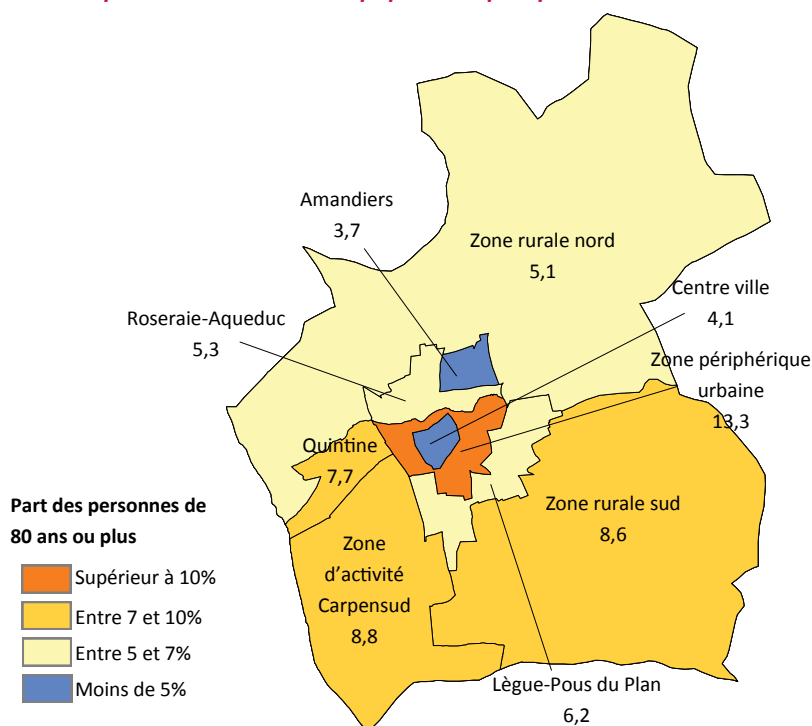 Amandiers
3,7
Zone rurale nord
5,1
Centre ville
4,1
Roseraie-Aqueduc
5,3
Zone périphérique
urbaine
13,3
Quintine
7,7
Part des personnes de
80 ans ou plus
Supérieur à 10%
Entre 7 et 10%
Entre 5 et 7%
Moins de 5%
Zone
d'activité
Carpensud
8,8
Zone rurale sud
8,6
Lègue-Pous du Plan
6,2